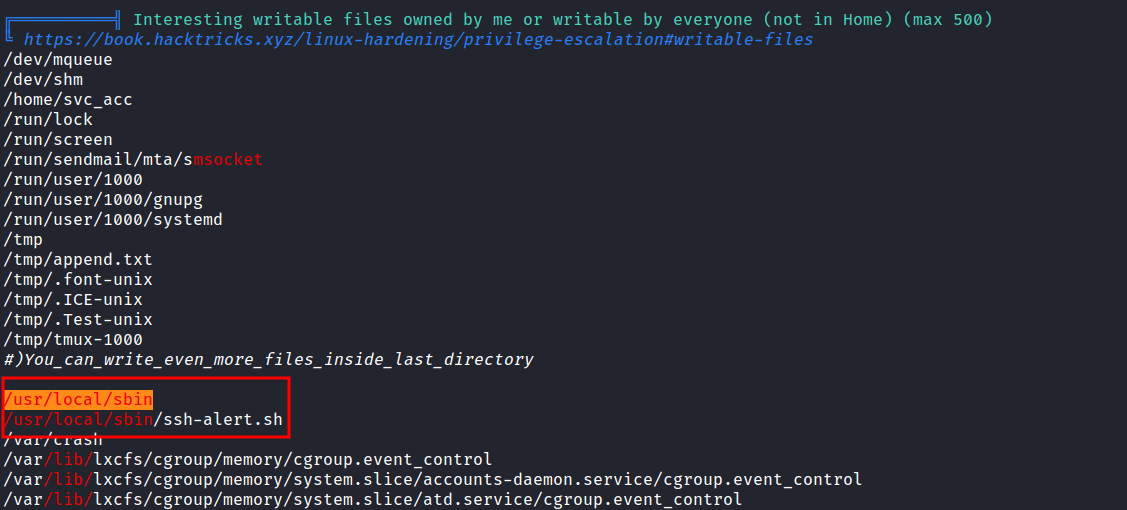 ╔══════════╣ Interesting writable files owned by me or writable by everyone (not in Home) (max 500)
╚ https://book.hacktricks.xyz/linux-hardening/privilege-escalation#writable-files
/dev/mqueue
/dev/shm
/home/svc_acc
/run/lock
/run/screen
/run/sendmail/mta/smsocket
/run/user/1000
/run/user/1000/gnupg
/run/user/1000/systemd
/tmp
/tmp/append.txt
/tmp/.font-unix
/tmp/.ICE-unix
/tmp/.Test-unix
/tmp/tmux-1000
#)You_can_write_even_more_files_inside_last_directory
/usr/local/sbin
/usr/local/sbin/ssh-alert.sh
/var/crash
/var/lib/lxcfs/cgroup/memory/cgroup.event_control
/var/lib/lxcfs/cgroup/memory/system.slice/accounts-daemon.service/cgroup.event_control
/var/lib/lxcfs/cgroup/memory/system.slice/atd.service/cgroup.event_control